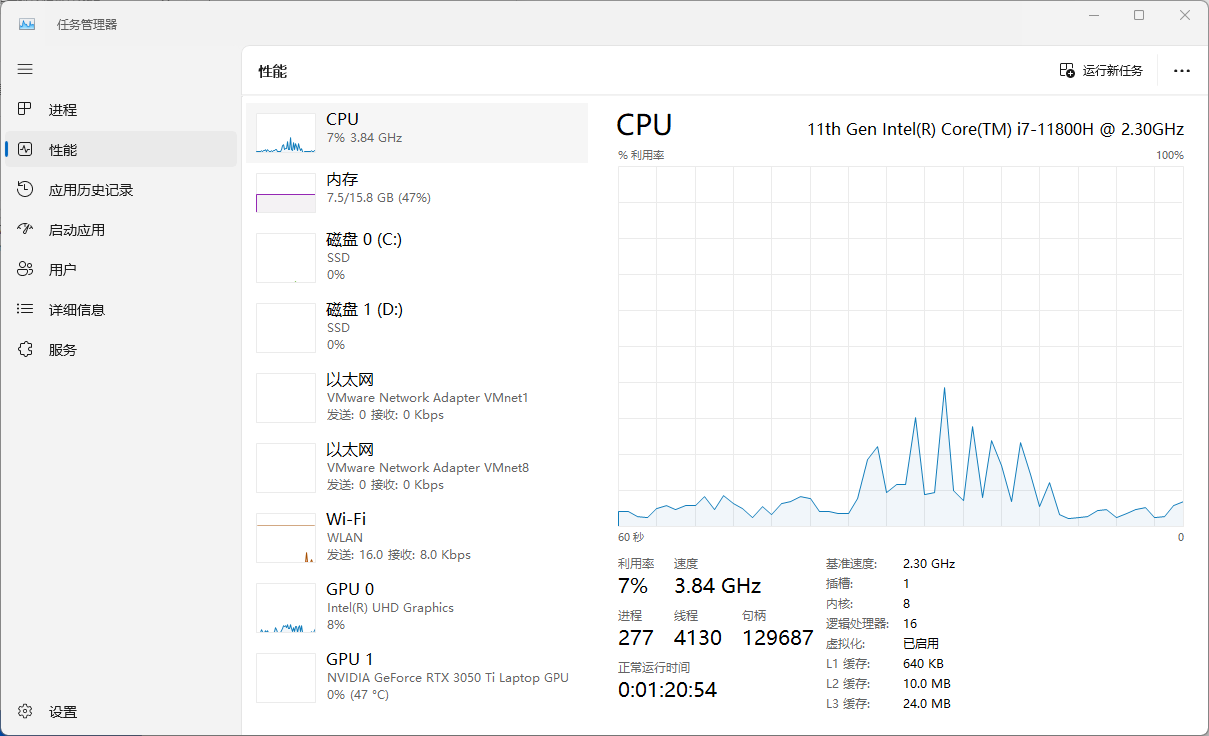 任务管理器
性能
运行新任务
进程
性能
应用历史记录
启动应用
用户
详细信息
服务
设置
CPU
7% 3.84 GHz
内存
7.5/15.8 GB (47%)
磁盘 0 (C:)
SSD
0%
磁盘 1 (D:)
SSD
0%
以太网
VMware Network Adapter VMnet1
发送: 0 接收: 0 Kbps
以太网
VMware Network Adapter VMnet8
发送: 0 接收: 0 Kbps
Wi-Fi
WLAN
发送: 16.0 接收: 8.0 Kbps
GPU 0
Intel(R) UHD Graphics
8%
GPU 1
NVIDIA GeForce RTX 3050 Ti Laptop GPU
0% (47 °C)
CPU
11th Gen Intel(R) Core(TM) i7-11800H @ 2.30GHz
% 利用率
100%
60 秒
0
利用率 速度
7% 3.84 GHz
进程 线程 句柄
277 4130 129687
正常运行时间
0:01:20:54
基准速度: 2.30 GHz
插槽: 1
内核: 8
逻辑处理器: 16
虚拟化: 已启用
L1 缓存: 640 KB
L2 缓存: 10.0 MB
L3 缓存: 24.0 MB